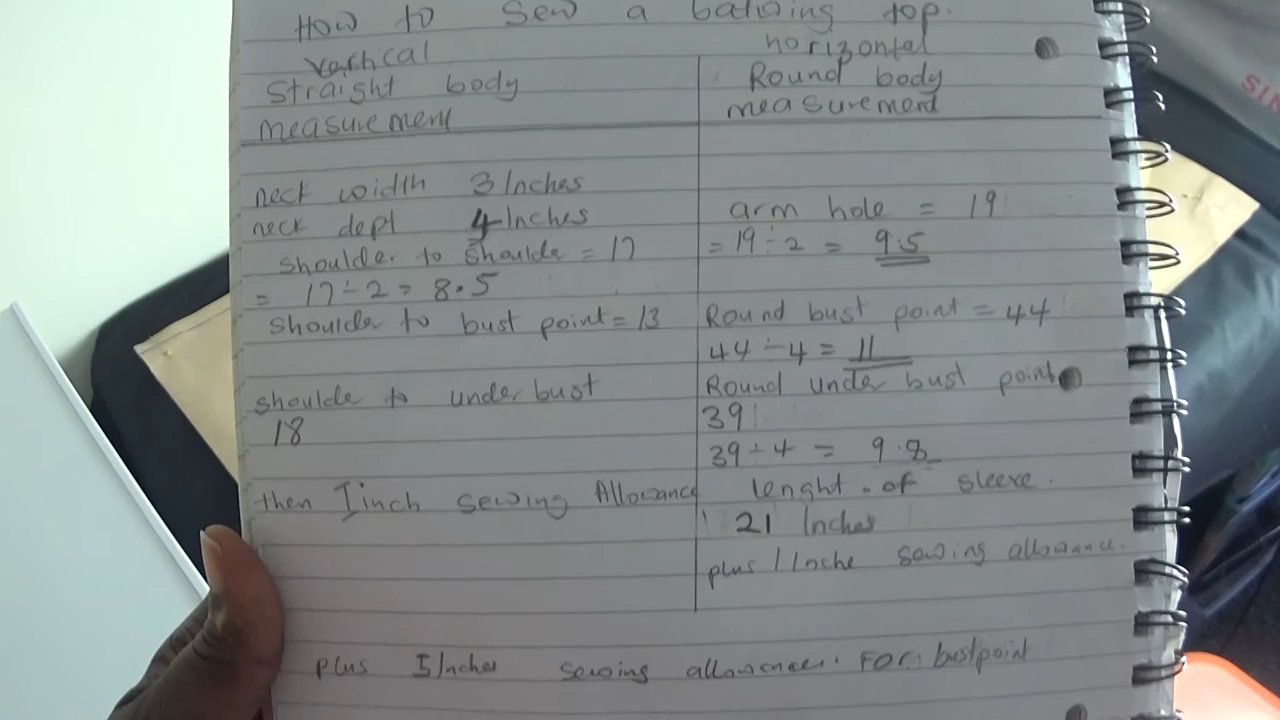 How to Sew a batwing top.
vertical
horizontal
Straight body
measurement
Round body
measurement
neck width 3 Inches
neck dept 4 Inches
shoulder to shoulde = 17
= 17 ÷ 2 = 8.5
shoulder to bust point = 13
shoulde to under bust
18
then 1 inch sewing Allowance
arm hole = 19
= 19 ÷ 2 = 9.5
Round bust point = 44
44 ÷ 4 = 11
Round under bust point
39
39 ÷ 4 = 9.8
lenght of sleeve.
21 Inches
plus 1 Inche sewing allowance.
plus 5 Inches sewing allowance. For bustpoint